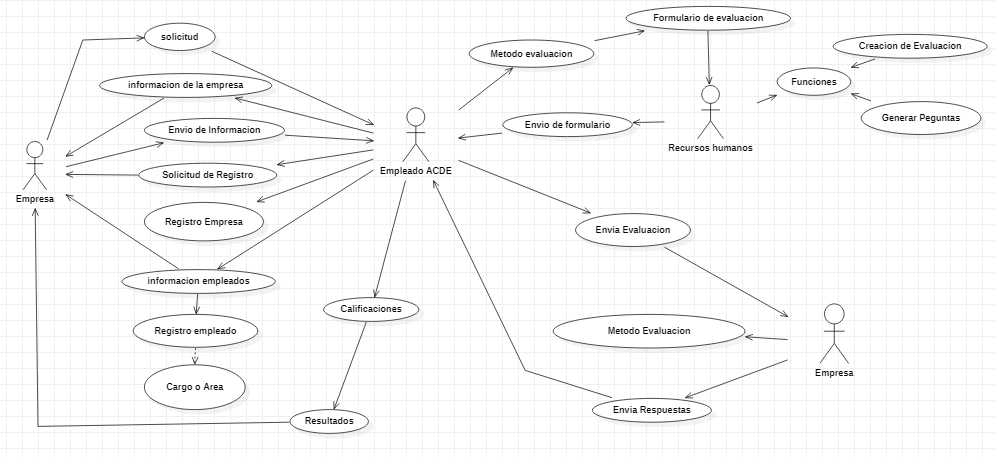 Formulario de evaluacion
solicitud
Metodo evaluacion
Creacion de Evaluacion
informacion de la empresa
Funciones
Envio de Informacion
Envio de formulario
Generar Peguntas
Recursos humanos
Empleado ACDE
Solicitud de Registro
Empresa
Registro Empresa
Envia Evaluacion
informacion empleados
Calificaciones
Registro empleado
Metodo Evaluacion
Empresa
Cargo o Area
Envia Respuestas
Resultados